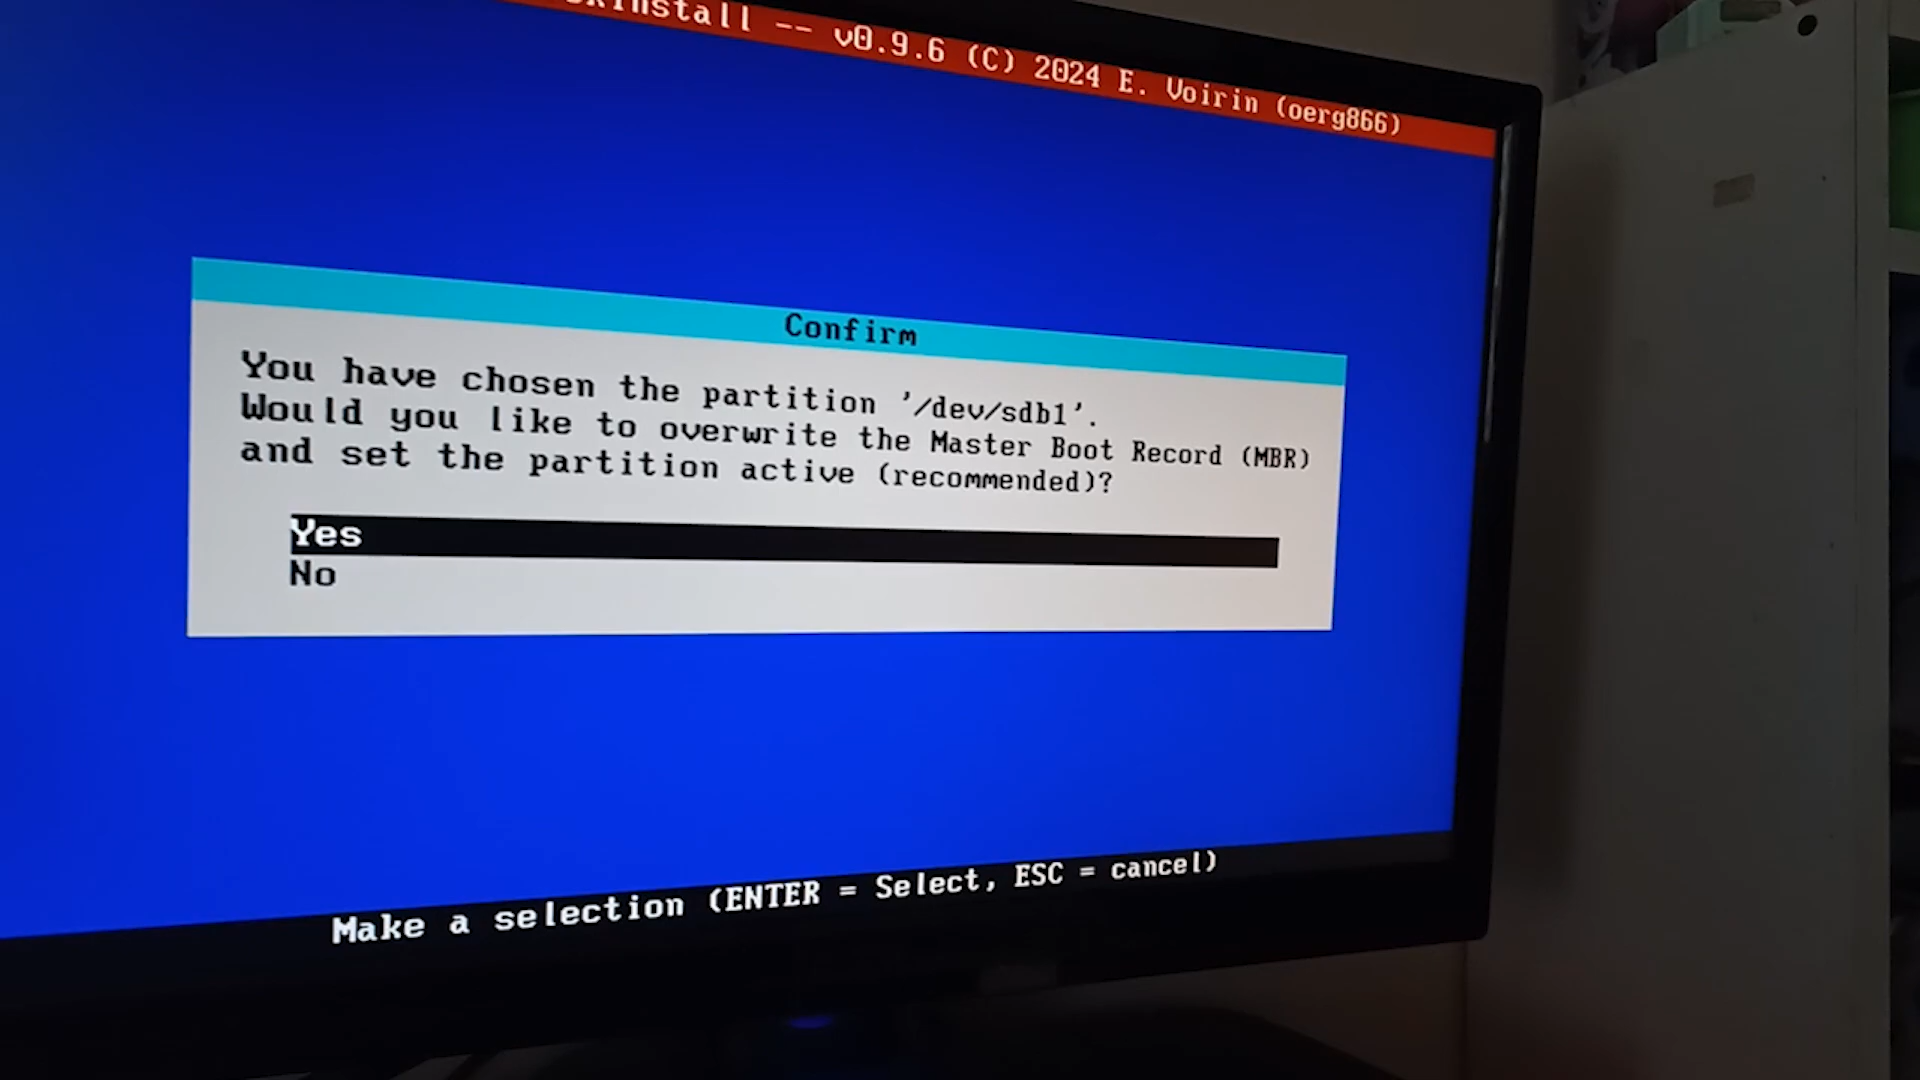 -- v0.9.6 (C) 2024 E. Voirin (oerg866)
Confirm
You have chosen the partition '/dev/sdb1'.
Would you like to overwrite the Master Boot Record (MBR)
and set the partition active (recommended)?
Yes
No
Make a selection (ENTER = Select, ESC = cancel)